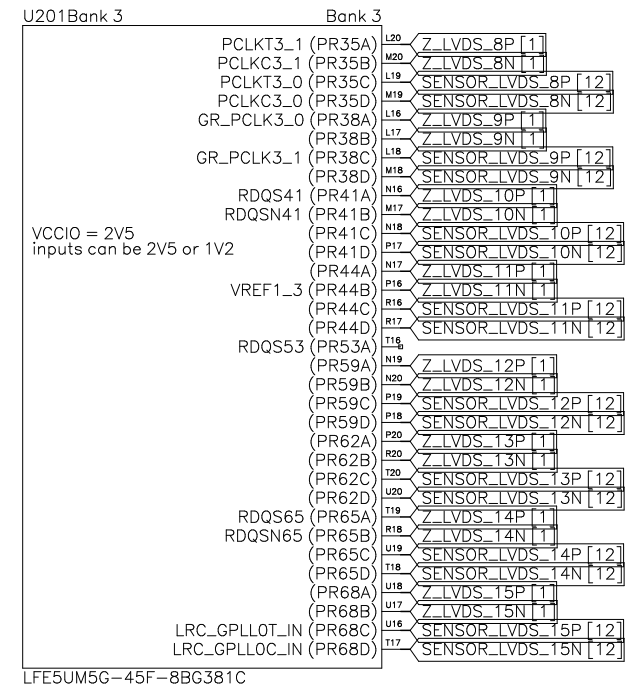 U201Bank 3 Bank 3
PCLKT3_1 (PR35A) L20 Z_LVDS_8P [1]
PCLKC3_1 (PR35B) M20 Z_LVDS_8N [1]
PCLKT3_0 (PR35C) L19 SENSOR_LVDS_8P [12]
PCLKC3_0 (PR35D) M19 SENSOR_LVDS_8N [12]
GR_PCLK3_0 (PR38A) L16 Z_LVDS_9P [1]
(PR38B) L17 Z_LVDS_9N [1]
GR_PCLK3_1 (PR38C) L18 SENSOR_LVDS_9P [12]
(PR38D) M18 SENSOR_LVDS_9N [12]
RDQS41 (PR41A) N16 Z_LVDS_10P [1]
RDQSN41 (PR41B) M17 Z_LVDS_10N [1]
VCCIO = 2V5 (PR41C) N18 SENSOR_LVDS_10P [12]
inputs can be 2V5 or 1V2 (PR41D) P17 SENSOR_LVDS_10N [12]
(PR44A) N17 Z_LVDS_11P [1]
VREF1_3 (PR44B) P16 Z_LVDS_11N [1]
(PR44C) R16 SENSOR_LVDS_11P [12]
(PR44D) R17 SENSOR_LVDS_11N [12]
RDQS53 (PR53A) T16
(PR59A) N19 Z_LVDS_12P [1]
(PR59B) N20 Z_LVDS_12N [1]
(PR59C) P19 SENSOR_LVDS_12P [12]
(PR59D) P18 SENSOR_LVDS_12N [12]
(PR62A) P20 Z_LVDS_13P [1]
(PR62B) R20 Z_LVDS_13N [1]
(PR62C) T20 SENSOR_LVDS_13P [12]
(PR62D) U20 SENSOR_LVDS_13N [12]
RDQS65 (PR65A) T19 Z_LVDS_14P [1]
RDQSN65 (PR65B) R18 Z_LVDS_14N [1]
(PR65C) U19 SENSOR_LVDS_14P [12]
(PR65D) T18 SENSOR_LVDS_14N [12]
(PR68A) U18 Z_LVDS_15P [1]
(PR68B) U17 Z_LVDS_15N [1]
LRC_GPLL0T_IN (PR68C) U16 SENSOR_LVDS_15P [12]
LRC_GPLL0C_IN (PR68D) T17 SENSOR_LVDS_15N [12]
LFE5UM5G-45F-8BG381C